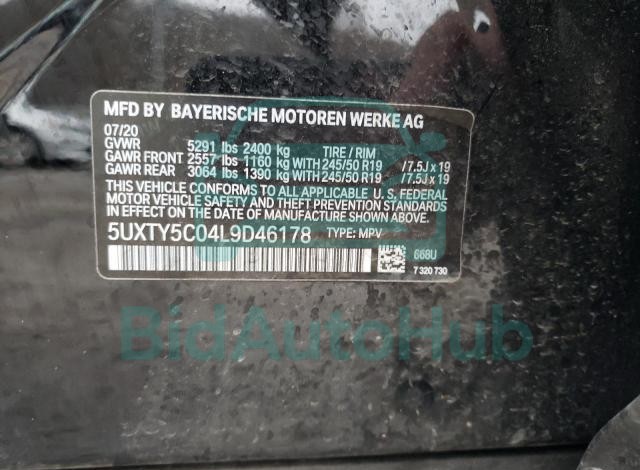 MFD BY BAYERISCHE MOTOREN WERKE AG
07/20
GVWR 5291 lbs 2400 kg TIRE / RIM
GAWR FRONT 2557 lbs 1160 kg WITH 245/50 R19 /7.5J x 19
GAWR REAR 3064 lbs 1390 kg WITH 245/50 R19 /7.5J x 19
THIS VEHICLE CONFORMS TO ALL APPLICABLE U. S. FEDERAL
MOTOR VEHICLE SAFETY AND THEFT PREVENTION STANDARDS
IN EFFECT ON THE DATE OF MANUFACTURE SHOWN ABOVE.
5UXTY5C04L9D46178 TYPE: MPV
668U
7 320 730
BidAutoHub